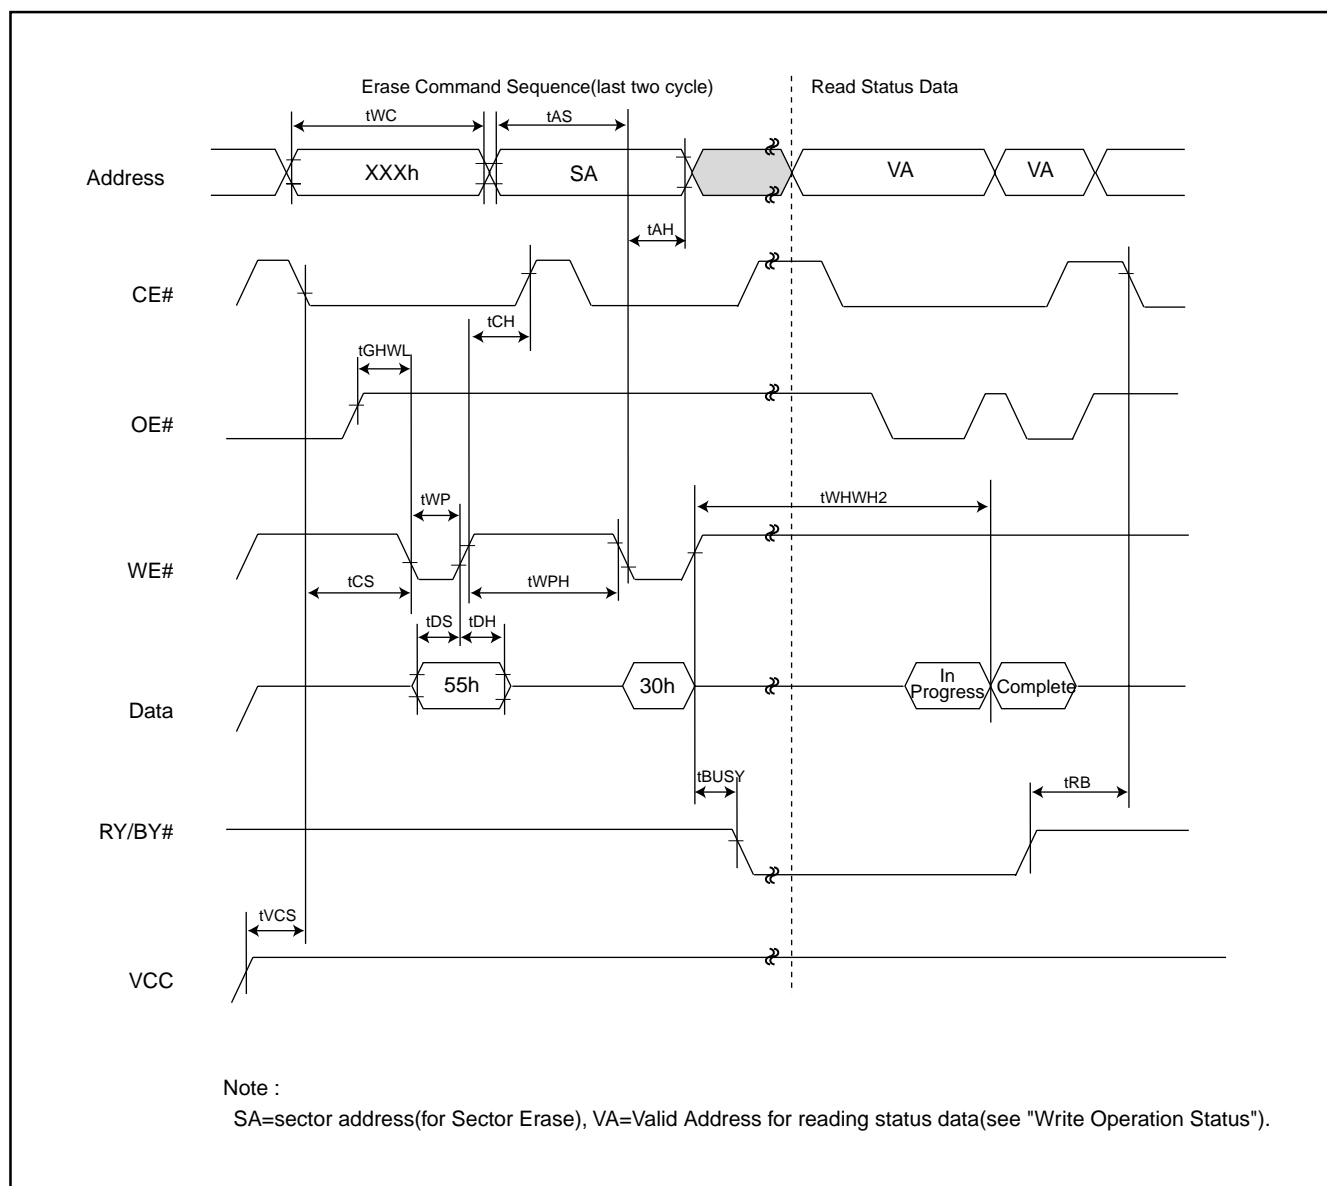 Erase Command Sequence(last two cycle)
Read Status Data
tWC
tAS
Address
XXXh
SA
VA
VA
tAH
CE#
tCH
tGHWL
OE#
tWP
tWHWH2
WE#
tCS
tWPH
tDS
tDH
55h
30h
In
Progress
Complete
Data
tBUSY
tRB
RY/BY#
tVCS
VCC
Note :
SA=sector address(for Sector Erase), VA=Valid Address for reading status data(see "Write Operation Status").